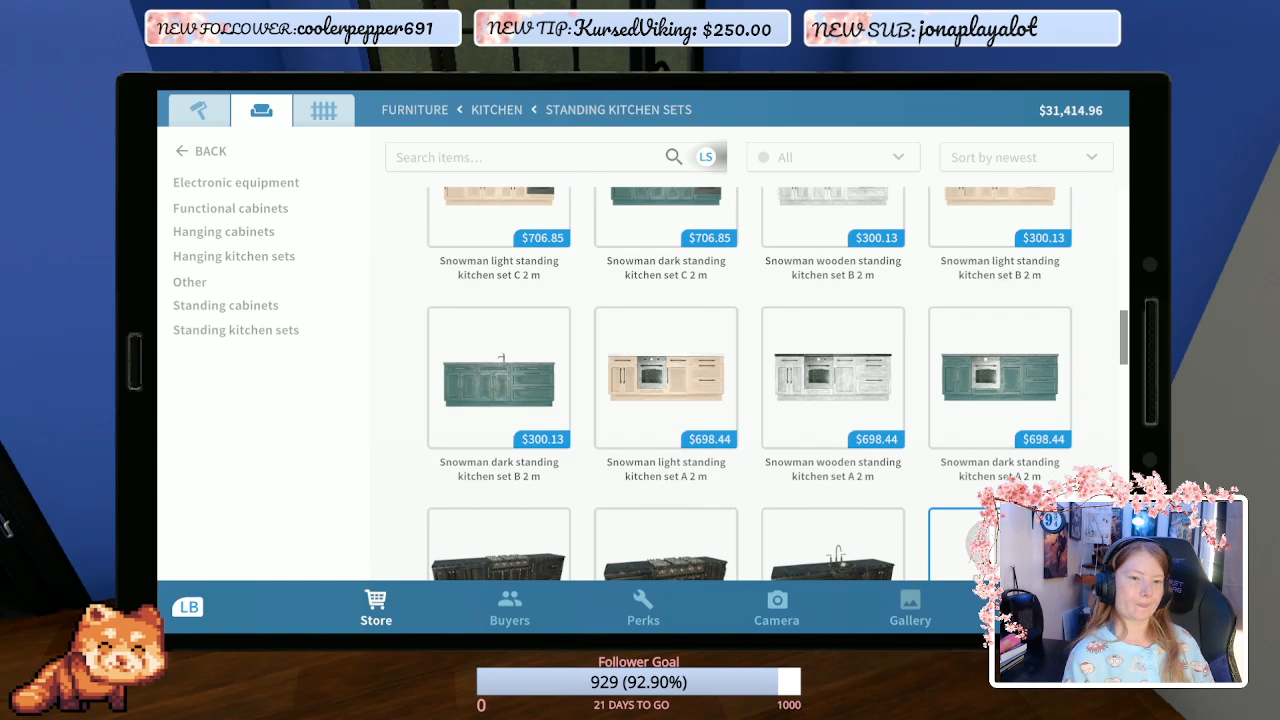 NEW FOLLOWER: coolerpepper691
NEW TIP: KursedViking: $250.00
NEW SUB: jonaplayalot
FURNITURE < KITCHEN < STANDING KITCHEN SETS
$31,414.96
BACK
Search items...
LS
All
Sort by newest
Electronic equipment
Functional cabinets
Hanging cabinets
Hanging kitchen sets
Other
Standing cabinets
Standing kitchen sets
$706.85
$706.85
$300.13
$300.13
Snowman light standing
kitchen set C 2 m
Snowman dark standing
kitchen set C 2 m
Snowman wooden standing
kitchen set B 2 m
Snowman light standing
kitchen set B 2 m
$300.13
$698.44
$698.44
$698.44
Snowman dark standing
kitchen set B 2 m
Snowman light standing
kitchen set A 2 m
Snowman wooden standing
kitchen set A 2 m
Snowman dark standing
kitchen set A 2 m
LB
Store
Buyers
Perks
Camera
Gallery
Follower Goal
929 (92.90%)
0
21 DAYS TO GO
1000